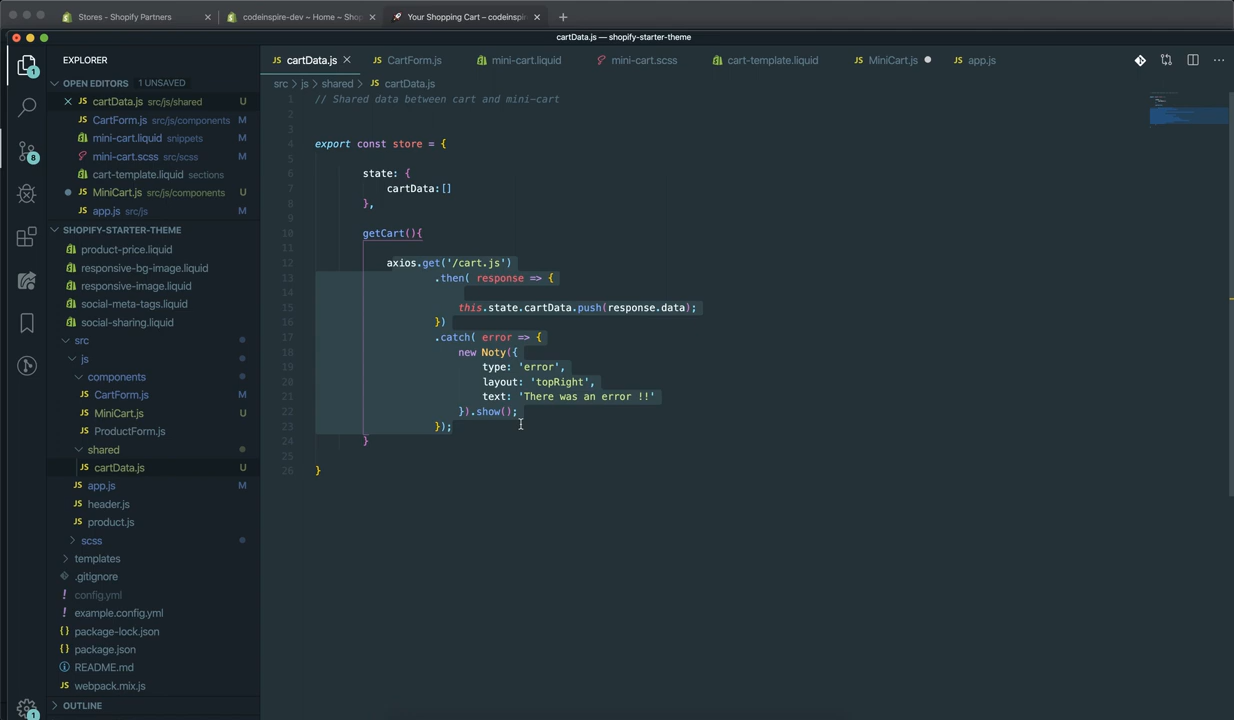 Stores - Shopify Partners
codeinspire-dev ~ Home ~ Shop
Your Shopping Cart – codeinspir
cartData.js — shopify-starter-theme
EXPLORER
cartData.js
CartForm.js
mini-cart.liquid
mini-cart.scss
cart-template.liquid
MiniCart.js
app.js
OPEN EDITORS 1 UNSAVED
src › js › shared › cartData.js
cartData.js src/js/shared U
CartForm.js src/js/components M
mini-cart.liquid snippets M
mini-cart.scss src/scss M
cart-template.liquid sections M
MiniCart.js src/js/components U
app.js src/js M
SHOPIFY-STARTER-THEME
product-price.liquid
responsive-bg-image.liquid
responsive-image.liquid
social-meta-tags.liquid
social-sharing.liquid
src
js
components
CartForm.js M
MiniCart.js U
ProductForm.js
shared
cartData.js U
app.js M
header.js
product.js
scss
templates
.gitignore
config.yml
example.config.yml
package-lock.json
package.json
README.md
webpack.mix.js
OUTLINE
1
8
1
1 // Shared data between cart and mini-cart
2
3
4 export const store = {
5
6 state: {
7 cartData:[]
8 },
9
10 getCart(){
11
12 axios.get('/cart.js')
13 .then( response => {
14
15 this.state.cartData.push(response.data);
16 })
17 .catch( error => {
18 new Noty({
19 type: 'error',
20 layout: 'topRight',
21 text: 'There was an error !!'
22 }).show();
23 });
24 }
25
26 }